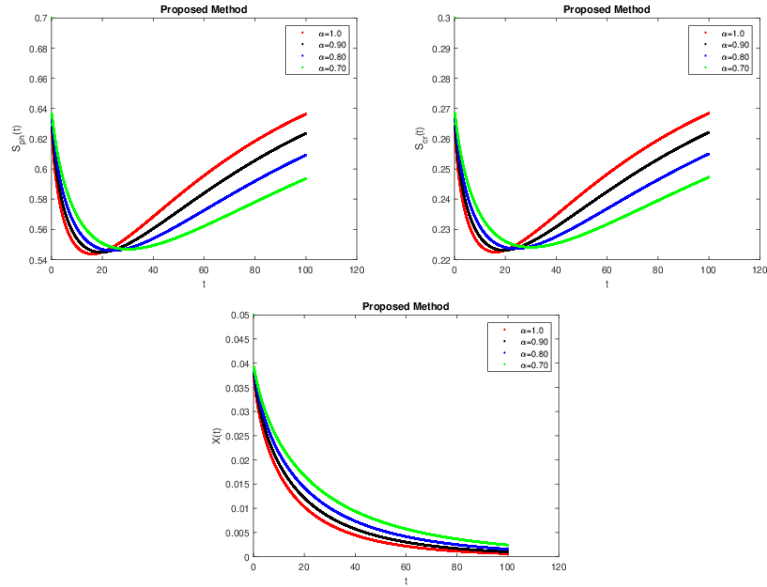 Proposed Method
0.7
0.68
0.66
0.64
0.62
0.6
0.58
0.56
0.54
0 20 40 60 80 100 120
S_ph(t)
t
α=1.0
α=0.90
α=0.80
α=0.70
Proposed Method
0.3
0.29
0.28
0.27
0.26
0.25
0.24
0.23
0.22
0 20 40 60 80 100 120
S_cr(t)
t
α=1.0
α=0.90
α=0.80
α=0.70
Proposed Method
0.05
0.045
0.04
0.035
0.03
0.025
0.02
0.015
0.01
0.005
0
0 20 40 60 80 100 120
X(t)
t
α=1.0
α=0.90
α=0.80
α=0.70